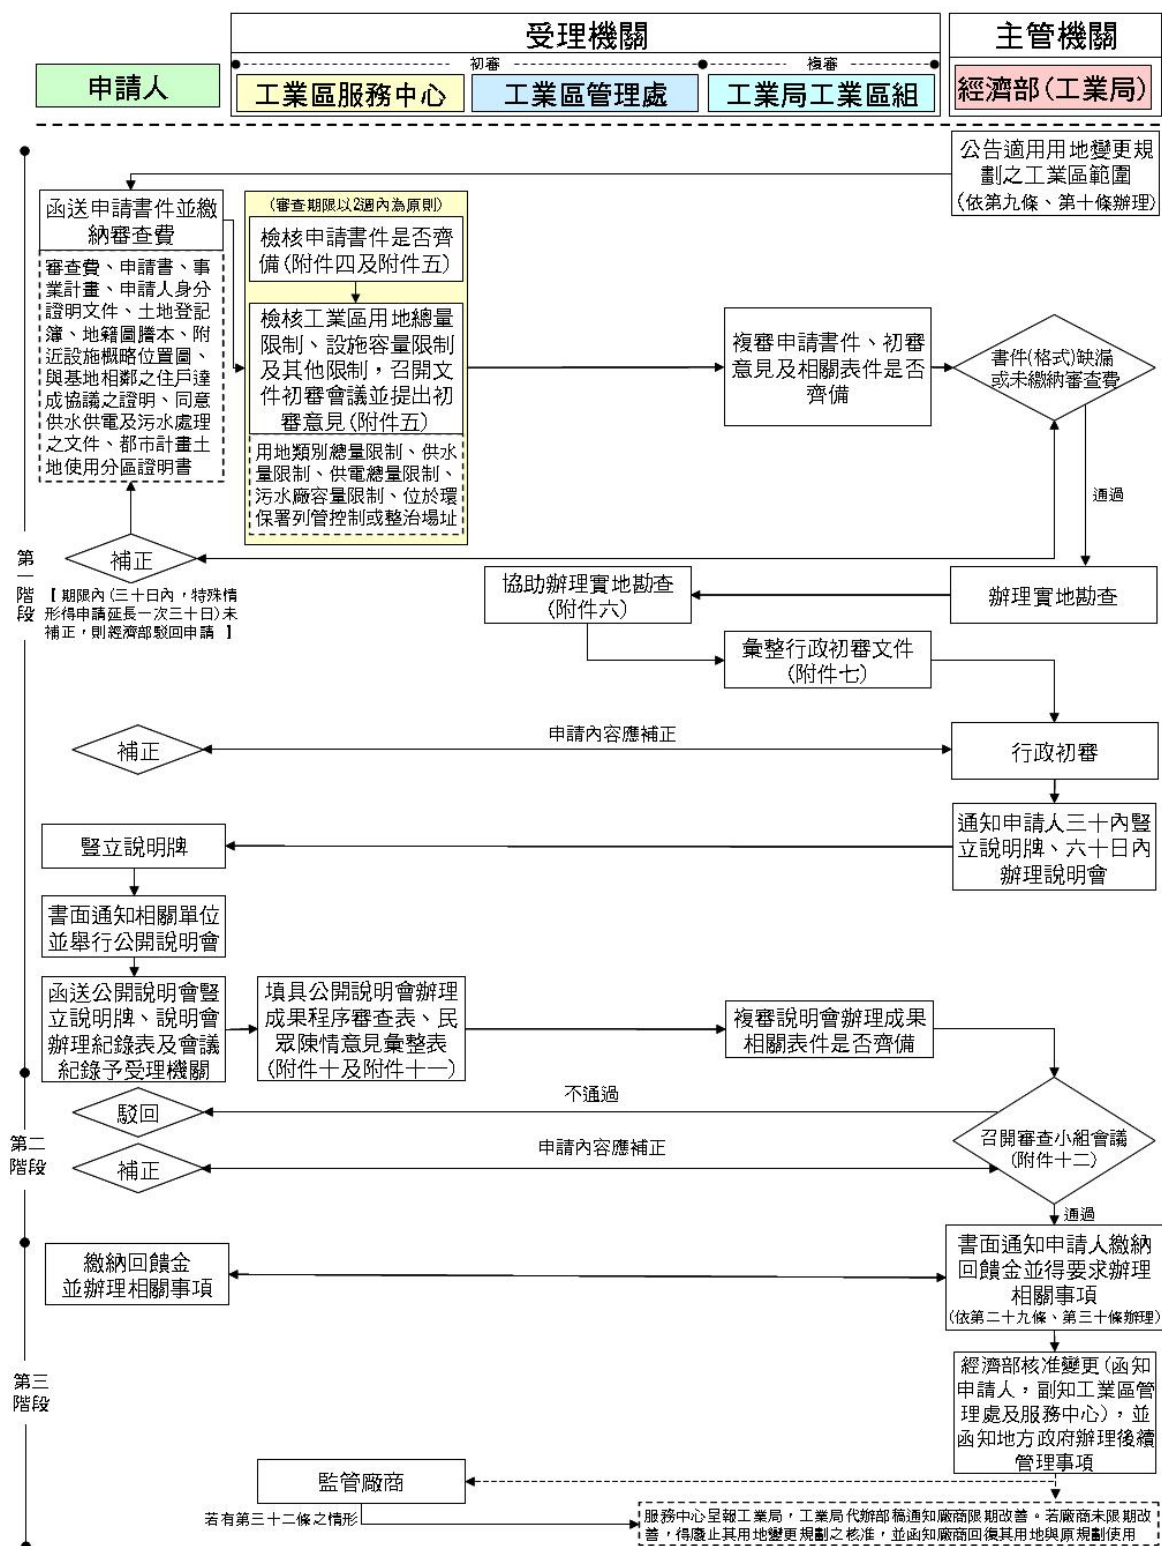 受理機關
主管機關
初審
複審
申請人
工業區服務中心
工業區管理處
工業局工業區組
經濟部(工業局)
公告適用用地變更規
劃之工業區範圍
(依第九條、第十條辦理)
函送申請書件並繳
納審查費
審查費、申請書、事
業計畫、申請人身分
證明文件、土地登記
簿、地籍圖謄本、附
近設施概略位置圖、
與基地相鄰之住戶達
成協議之證明、同意
供水供電及污水處理
之文件、都市計畫土
地使用分區證明書
(審查期限以2週內為原則)
檢核申請書件是否齊
備(附件四及附件五)
檢核工業區用地總量
限制、設施容量限制
及其他限制，召開文
件初審會議並提出初
審意見(附件五)
用地類別總量限制、供水
量限制、供電總量限制、
污水廠容量限制、位於環
保署列管控制或整治場址
複審申請書件、初審
意見及相關表件是否
齊備
書件(格式)缺漏
或未繳納審查費
通過
第一階段
補正
【 期限內(三十日內，特殊情
形得申請延長一次三十日)未
補正，則經濟部駁回申請 】
協助辦理實地勘查
(附件六)
辦理實地勘查
彙整行政初審文件
(附件七)
補正
申請內容應補正
行政初審
通知申請人三十內豎
立說明牌、六十日內
辦理說明會
豎立說明牌
書面通知相關單位
並舉行公開說明會
函送公開說明會豎
立說明牌、說明會
辦理紀錄表及會議
紀錄予受理機關
填具公開說明會辦理
成果程序審查表、民
眾陳情意見彙整表
(附件十及附件十一)
複審說明會辦理成果
相關表件是否齊備
駁回
不通過
召開審查小組會議
(附件十二)
第二
階段
補正
申請內容應補正
通過
繳納回饋金
並辦理相關事項
書面通知申請人繳納
回饋金並得要求辦理
相關事項
(依第二十九條、第三十條辦理)
第三
階段
經濟部核准變更(函知
申請人，副知工業區管
理處及服務中心)，並
函知地方政府辦理後續
管理事項
監管廠商
若有第三十二條之情形
服務中心呈報工業局，工業局代辦部稿通知廠商限期改善。若廠商未限期改
善，得廢止其用地變更規劃之核准，並函知廠商回復其用地與原規劃使用